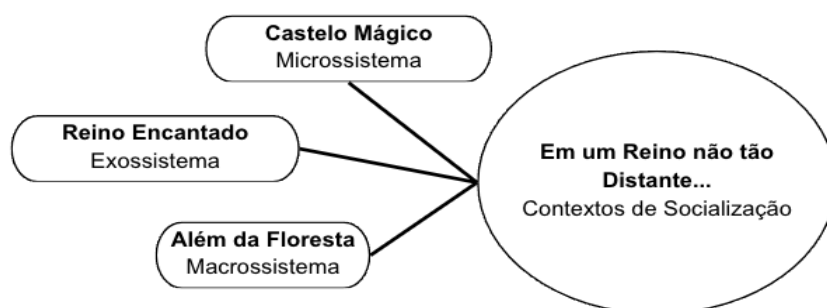 Castelo Mágico
Microssistema
Reino Encantado
Exossistema
Em um Reino não tão
Distante...
Contextos de Socialização
Além da Floresta
Macrossistema